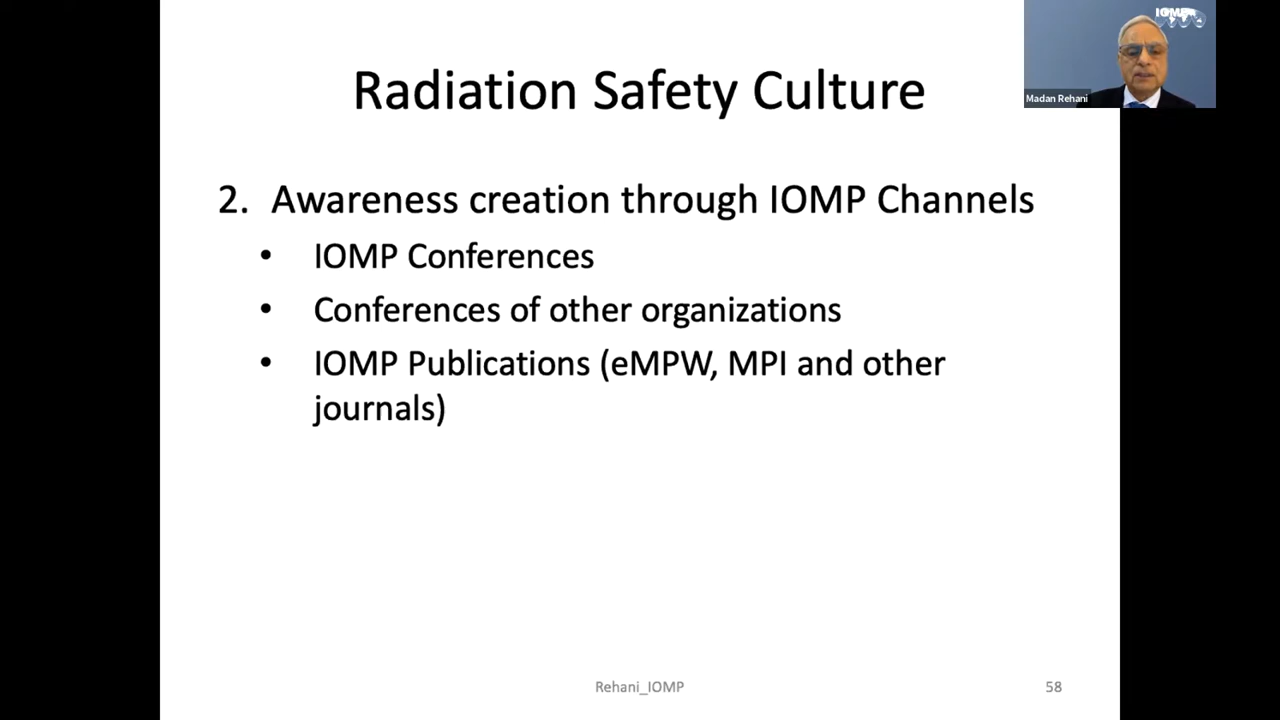 IOMP
Madan Rehani
Radiation Safety Culture
2. Awareness creation through IOMP Channels
• IOMP Conferences
• Conferences of other organizations
• IOMP Publications (eMPW, MPI and other
journals)
Rehani_IOMP
58